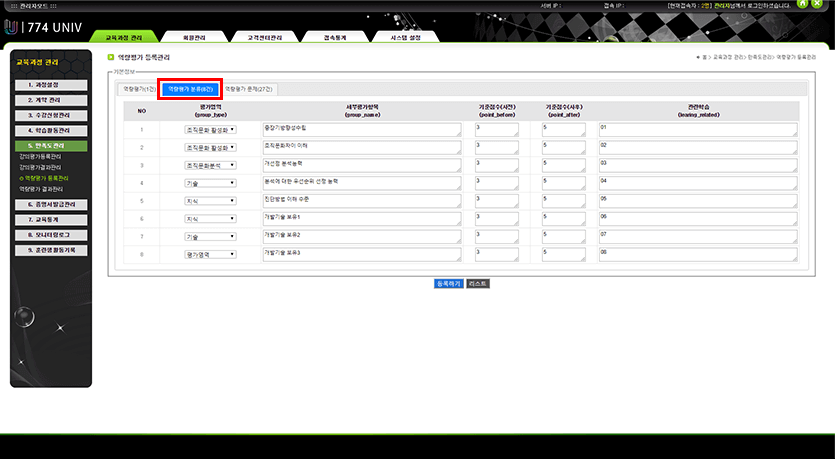 ::: 관리자모드 :::
서버 IP : 접속 IP : [현재접속자 : 2명] 관리자님께서 로그인하셨습니다.
774 UNIV
교육과정 관리 회원관리 고객센터관리 접속통계 시스템 설정
교육과정 관리
1. 과정설정
2. 계약 관리
3. 수강신청관리
4. 학습활동관리
5. 만족도관리
강의평가등록관리
강의평가결과관리
역량평가 등록관리
역량평가 결과관리
6. 증명서발급관리
7. 교육통계
8. 모니터링로그
9. 훈련생활동기록
역량평가 등록관리
홈 > 교육과정 관리 > 만족도관리 > 역량평가 등록관리
기본정보
역량평가(1건) 역량평가 분류(8건) 역량평가 문제(27건)
NO 평가영역 (group_type) 세부평가항목 (group_name) 기준점수(사전) (point_before) 기준점수(사후) (point_after) 관련학습 (learing_related)
1 조직문화 활성화 중장기방향성수립 3 5 01
2 조직문화 활성화 조직문화차이 이해 3 5 02
3 조직문화분석 개선점 분석능력 3 5 03
4 기술 분석에 대한 우선순위 선정 능력 3 5 04
5 지식 진단방법 이해 수준 3 5 05
6 지식 개발기술 보유1 3 5 06
7 기술 개발기술 보유2 3 5 07
8 평가영역 개발기술 보유3 3 5 08
등록하기 리스트